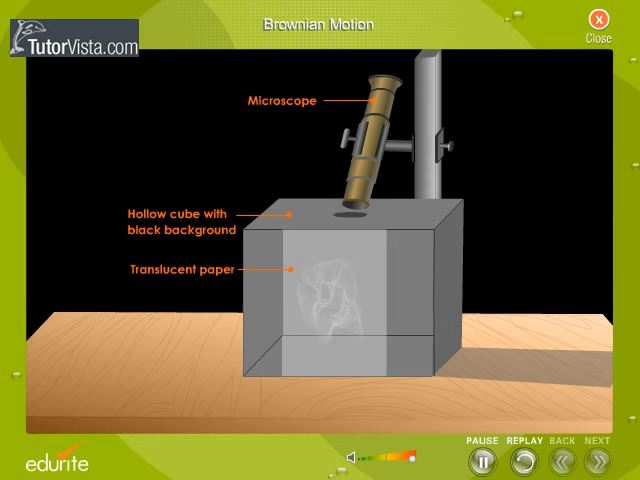 Brownian Motion
TutorVista.com
Close
Microscope
Hollow cube with
black background
Translucent paper
PAUSE REPLAY BACK NEXT
edurite